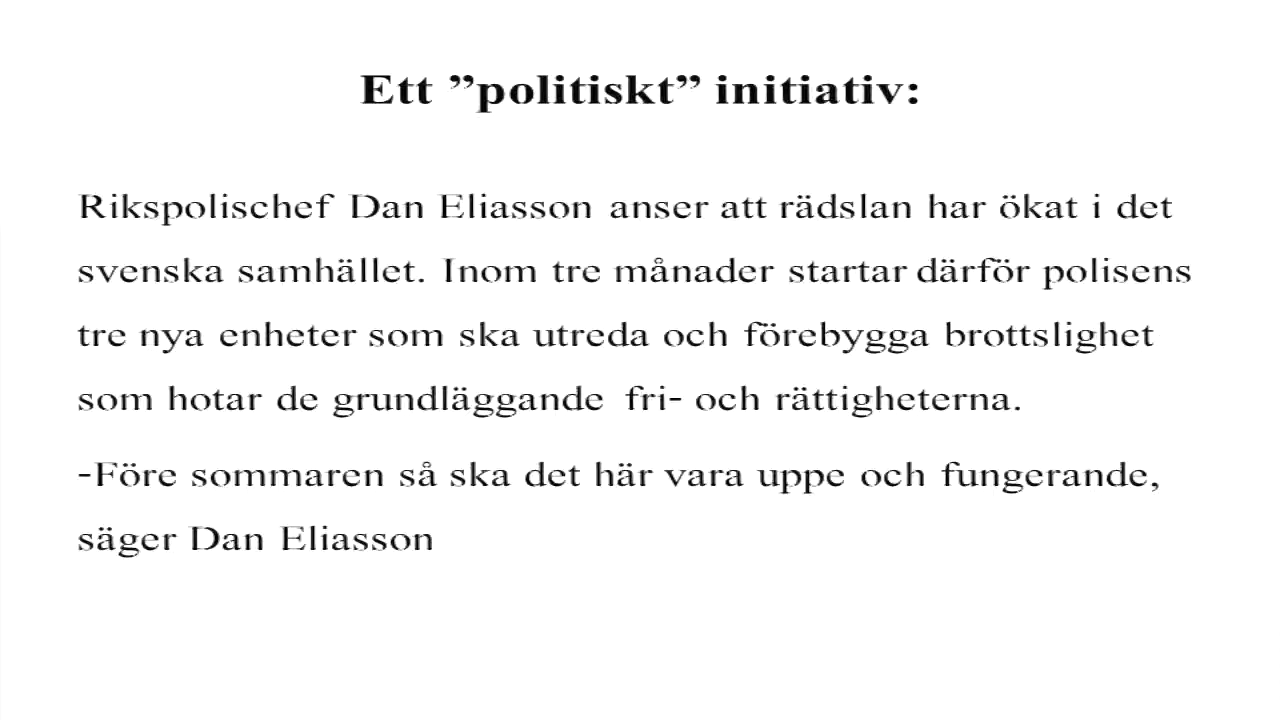 Ett ”politiskt” initiativ:
Rikspolischef Dan Eliasson anser att rädslan har ökat i det
svenska samhället. Inom tre månader startar därför polisens
tre nya enheter som ska utreda och förebygga brottslighet
som hotar de grundläggande fri- och rättigheterna.
-Före sommaren så ska det här vara uppe och fungerande,
säger Dan Eliasson